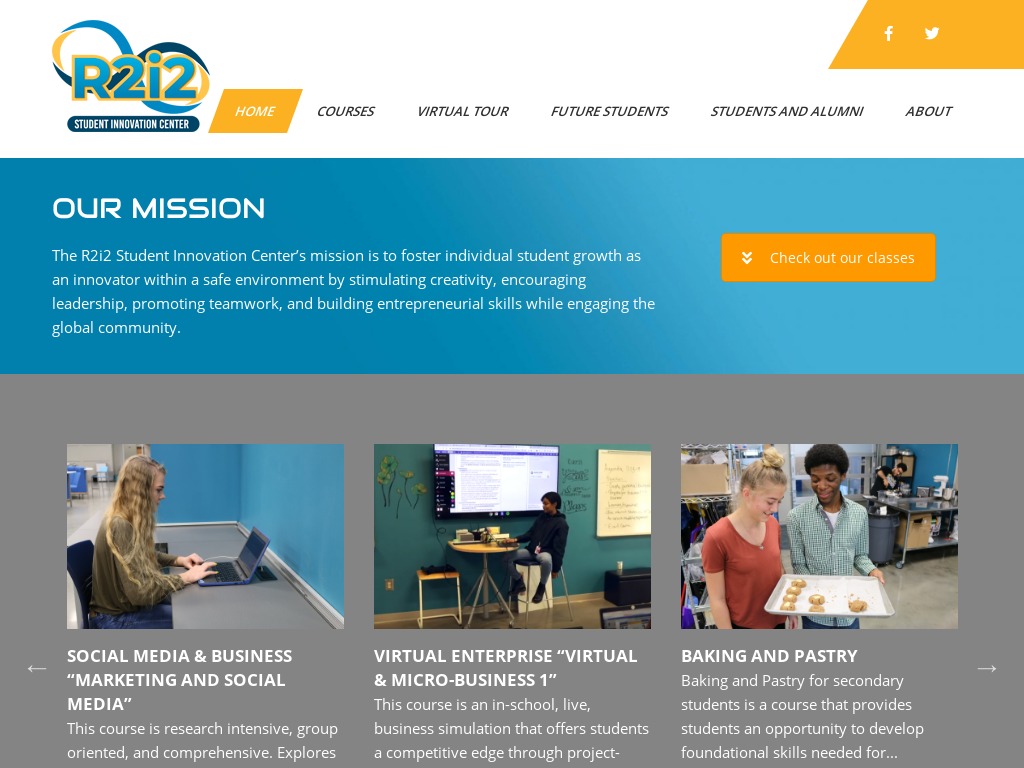 R2i2
STUDENT INNOVATION CENTER
HOME
COURSES
VIRTUAL TOUR
FUTURE STUDENTS
STUDENTS AND ALUMNI
ABOUT
OUR MISSION
The R2i2 Student Innovation Center’s mission is to foster individual student growth as
an innovator within a safe environment by stimulating creativity, encouraging
leadership, promoting teamwork, and building entrepreneurial skills while engaging the
global community.
Check out our classes
SOCIAL MEDIA & BUSINESS
“MARKETING AND SOCIAL
MEDIA”
This course is research intensive, group
oriented, and comprehensive. Explores
VIRTUAL ENTERPRISE “VIRTUAL
& MICRO-BUSINESS 1”
This course is an in-school, live,
business simulation that offers students
a competitive edge through project-
BAKING AND PASTRY
Baking and Pastry for secondary
students is a course that provides
students an opportunity to develop
foundational skills needed for...